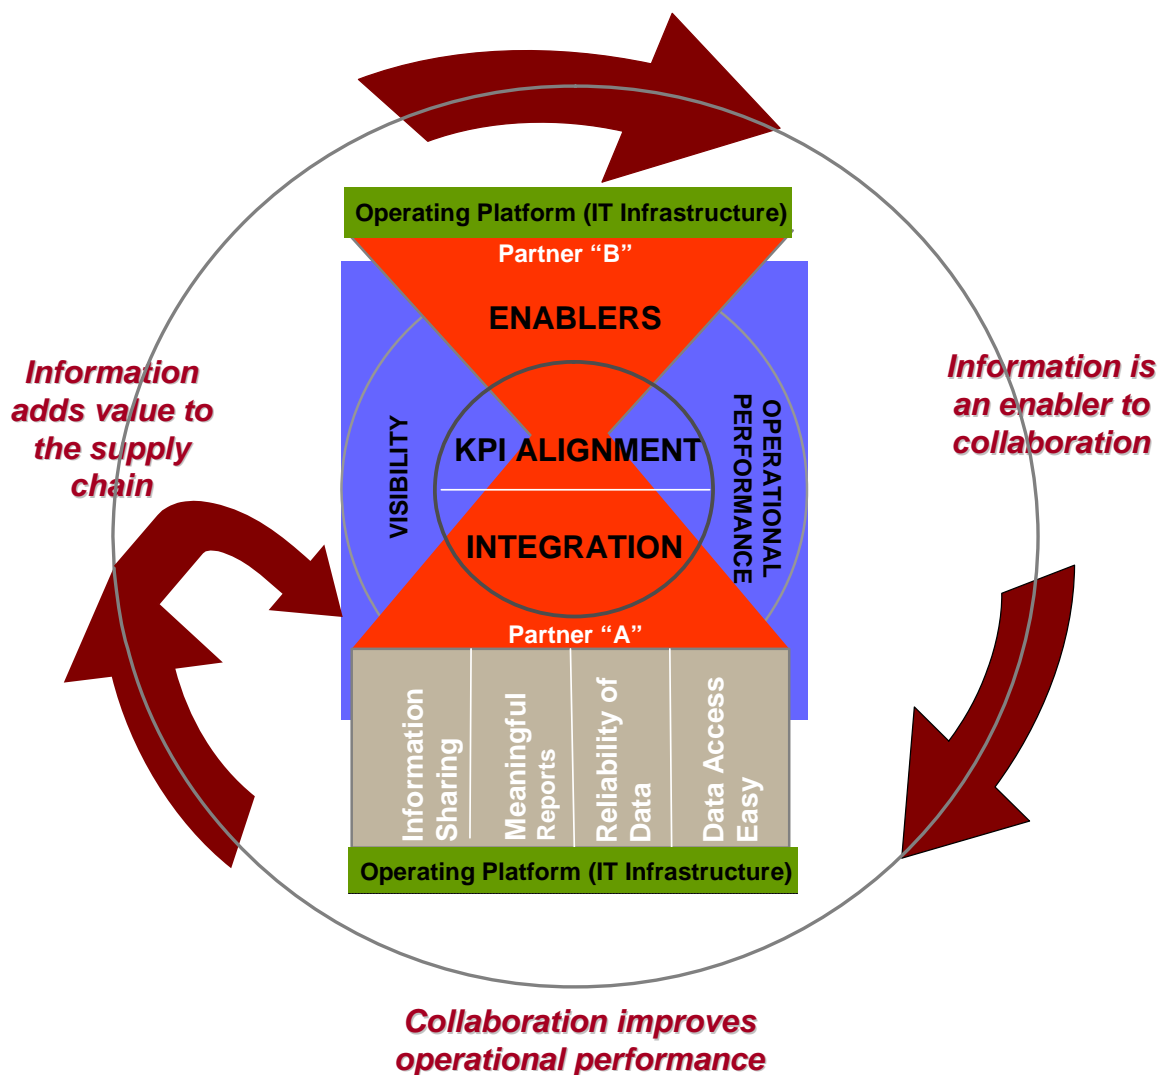 Operating Platform (IT Infrastructure)
Partner “B”
ENABLERS
Information
adds value to
the supply
chain
Information is
an enabler to
collaboration
VISIBILITY
KPI ALIGNMENT
OPERATIONAL
PERFORMANCE
INTEGRATION
Partner “A”
Information
Sharing
Meaningful
Reports
Reliability of
Data
Data Access
Easy
Operating Platform (IT Infrastructure)
Collaboration improves
operational performance